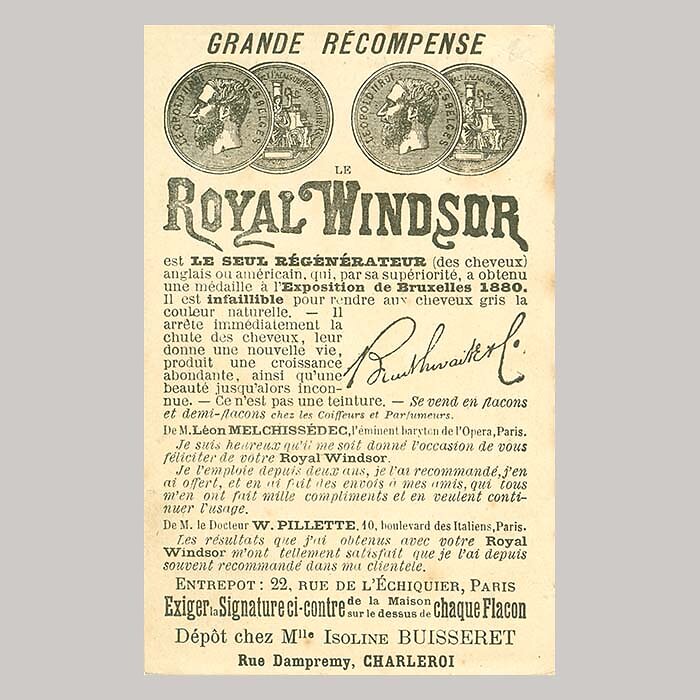 GRANDE RÉCOMPENSE
LEOPOLD II ROI DES BELGES
LEOPOLD II ROI DES BELGES
LE
ROYAL WINDSOR
est LE SEUL RÉGÉNÉRATEUR (des cheveux)
anglais ou américain, qui, par sa supériorité, a obtenu
une médaille à l'Exposition de Bruxelles 1880.
Il est infaillible pour rendre aux cheveux gris la
couleur naturelle. — Il
arrête immédiatement la
chute des cheveux, leur
donne une nouvelle vie,
produit une croissance
abondante, ainsi qu'une
beauté jusqu'alors incon-
nue. — Ce n'est pas une teinture. — Se vend en flacons
et demi-flacons chez les Coiffeurs et Parfumeurs.
De M. Léon MELCHISSÉDEC, l'éminent baryton de l'Opera, Paris.
Je suis heureux qu'il me soit donné l'occasion de vous
féliciter de votre Royal Windsor.
Je l'emploie depuis deux ans, je l'ai recommandé, j'en
ai offert, et en ai fait des envois à mes amis, qui tous
m'en ont fait mille compliments et en veulent conti-
nuer l'usage.
De M. le Docteur W. PILLETTE, 10, boulevard des Italiens, Paris.
Les résultats que j'ai obtenus avec votre Royal
Windsor m'ont tellement satisfait que je l'ai depuis
souvent recommandé dans ma clientele.
ENTREPOT: 22, RUE DE L'ÉCHIQUIER, PARIS
Exiger la Signature ci-contre de la Maison sur le dessus de chaque Flacon
Dépôt chez Mlle ISOLINE BUISSERET
Rue Dampremy, CHARLEROI